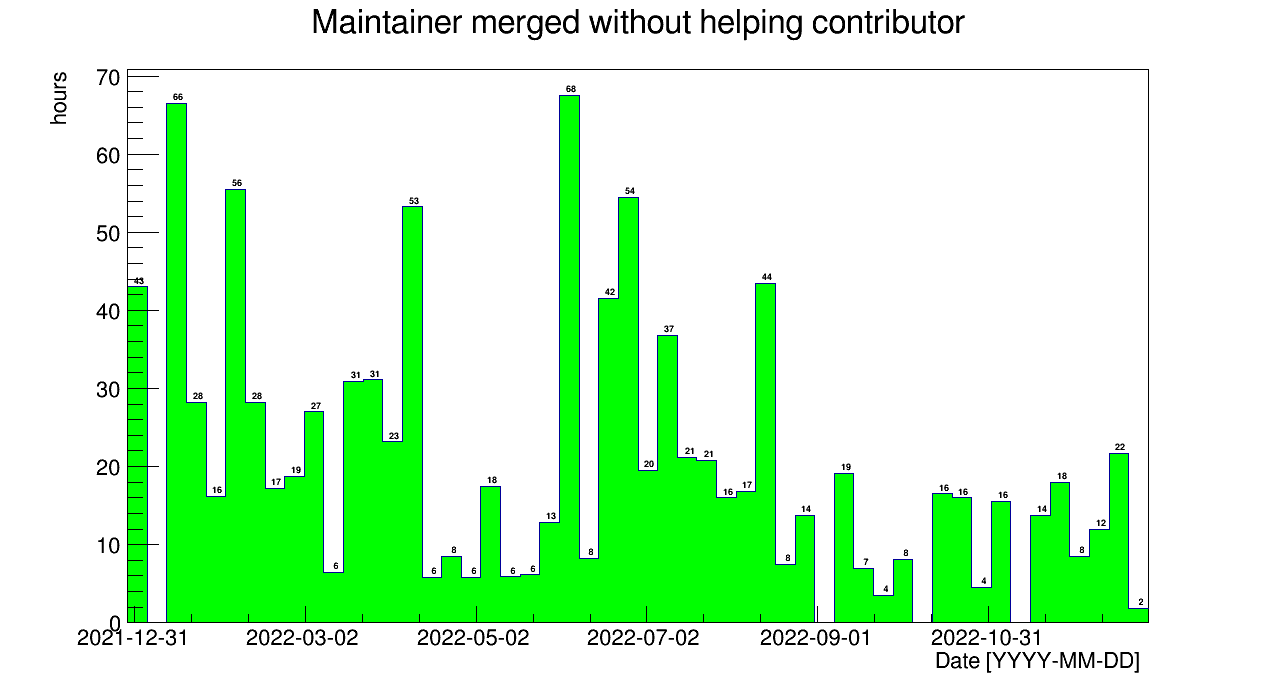 Maintainer merged without helping contributor
hours
70
60
50
40
30
20
10
0
43 66 28 16 56 28 17 19 27 6 31 31 23 53 6 8 6 18 6 6 13 68 8 42 54 20 37 21 21 16 17 44 8 14 19 7 4 8 16 16 4 16 14 18 8 12 22 2
2021-12-31 2022-03-02 2022-05-02 2022-07-02 2022-09-01 2022-10-31
Date [YYYY-MM-DD]